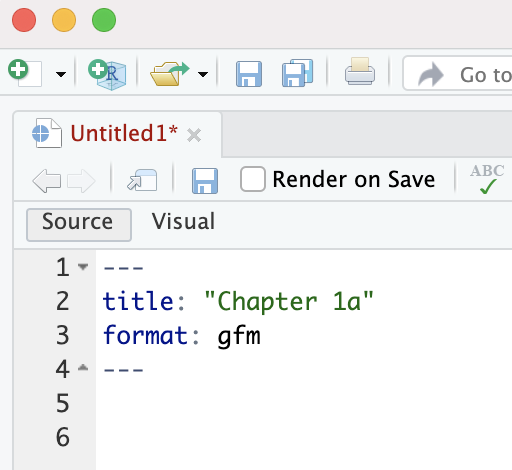 R
Go to
Untitled1*
Render on Save
ABC
Source Visual
1 ---
2 title: "Chapter 1a"
3 format: gfm
4 ---
5
6